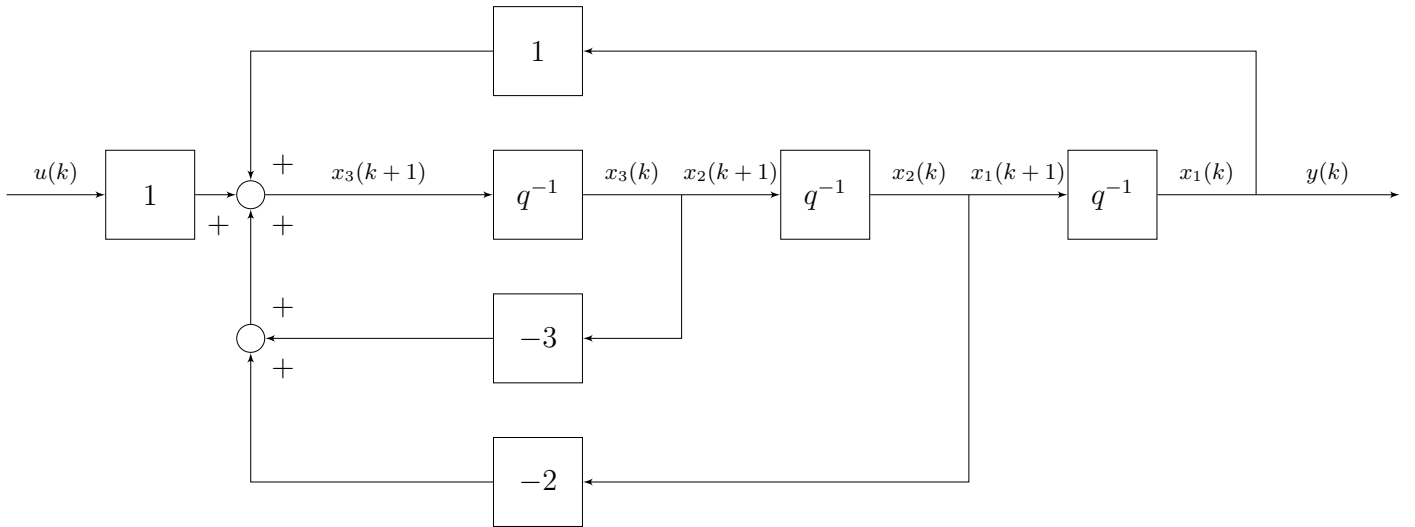 1
u(k)
1
+
+
+
x₃(k + 1)
q⁻¹
x₃(k)
x₂(k + 1)
q⁻¹
x₂(k)
x₁(k + 1)
q⁻¹
x₁(k)
y(k)
+
−3
+
−2